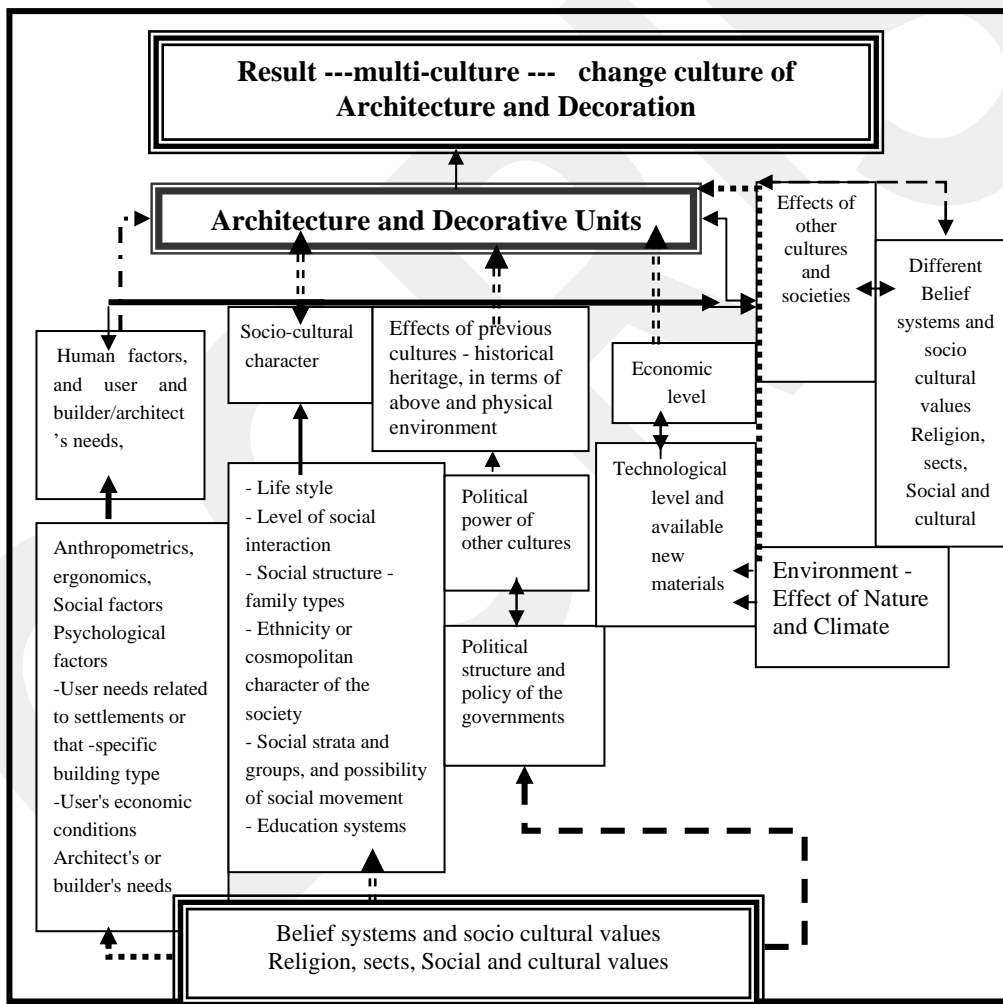 Result ---multi-culture --- change culture of
Architecture and Decoration
Architecture and Decorative Units
Effects of
other
cultures
and
societies
Different
Belief
systems and
socio
cultural
values
Religion,
sects,
Social and
cultural
Human factors,
and user and
builder/architect
's needs,
Socio-cultural
character
Effects of previous
cultures - historical
heritage, in terms of
above and physical
environment
Economic
level
Anthropometrics,
ergonomics,
Social factors
Psychological
factors
-User needs related
to settlements or
that -specific
building type
-User's economic
conditions
Architect's or
builder's needs
- Life style
- Level of social
interaction
- Social structure -
family types
- Ethnicity or
cosmopolitan
character of the
society
- Social strata and
groups, and possibility
of social movement
- Education systems
Political
power of
other cultures
Technological
level and
available
new
materials
Environment -
Effect of Nature
and Climate
Political
structure and
policy of the
governments
Belief systems and socio cultural values
Religion, sects, Social and cultural values